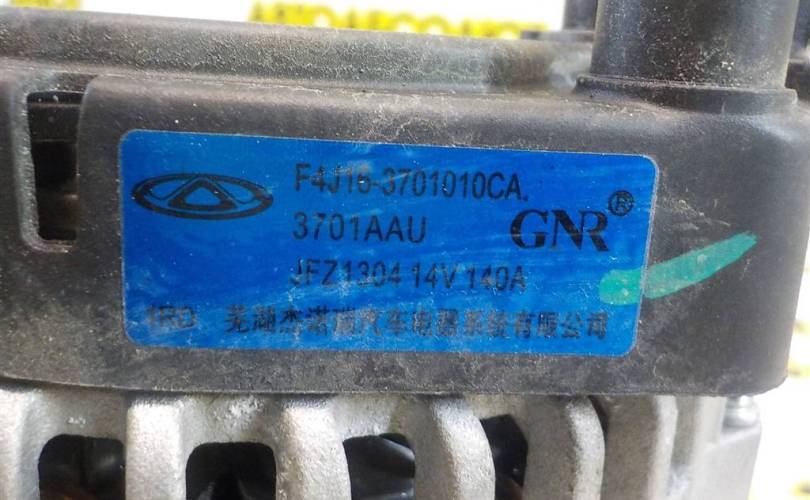 F4J16-3701010CA.
3701AAU GNR®
JFZ1304 14V 140A
1RD 芜湖杰诺瑞汽车电器系统有限公司